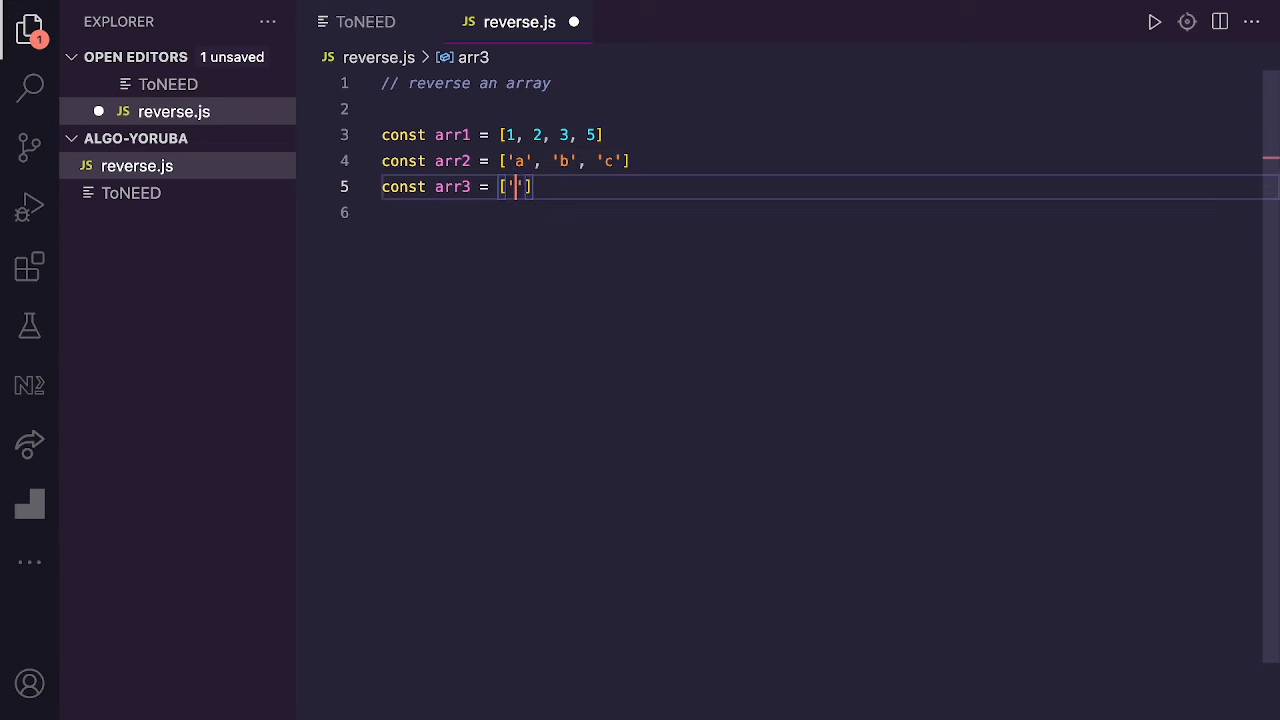 EXPLORER
ToNEED
JS reverse.js
OPEN EDITORS 1 unsaved
ToNEED
JS reverse.js
ALGO-YORUBA
JS reverse.js
ToNEED
1
JS reverse.js > arr3
1 // reverse an array
2
3 const arr1 = [1, 2, 3, 5]
4 const arr2 = ['a', 'b', 'c']
5 const arr3 = ['']
6